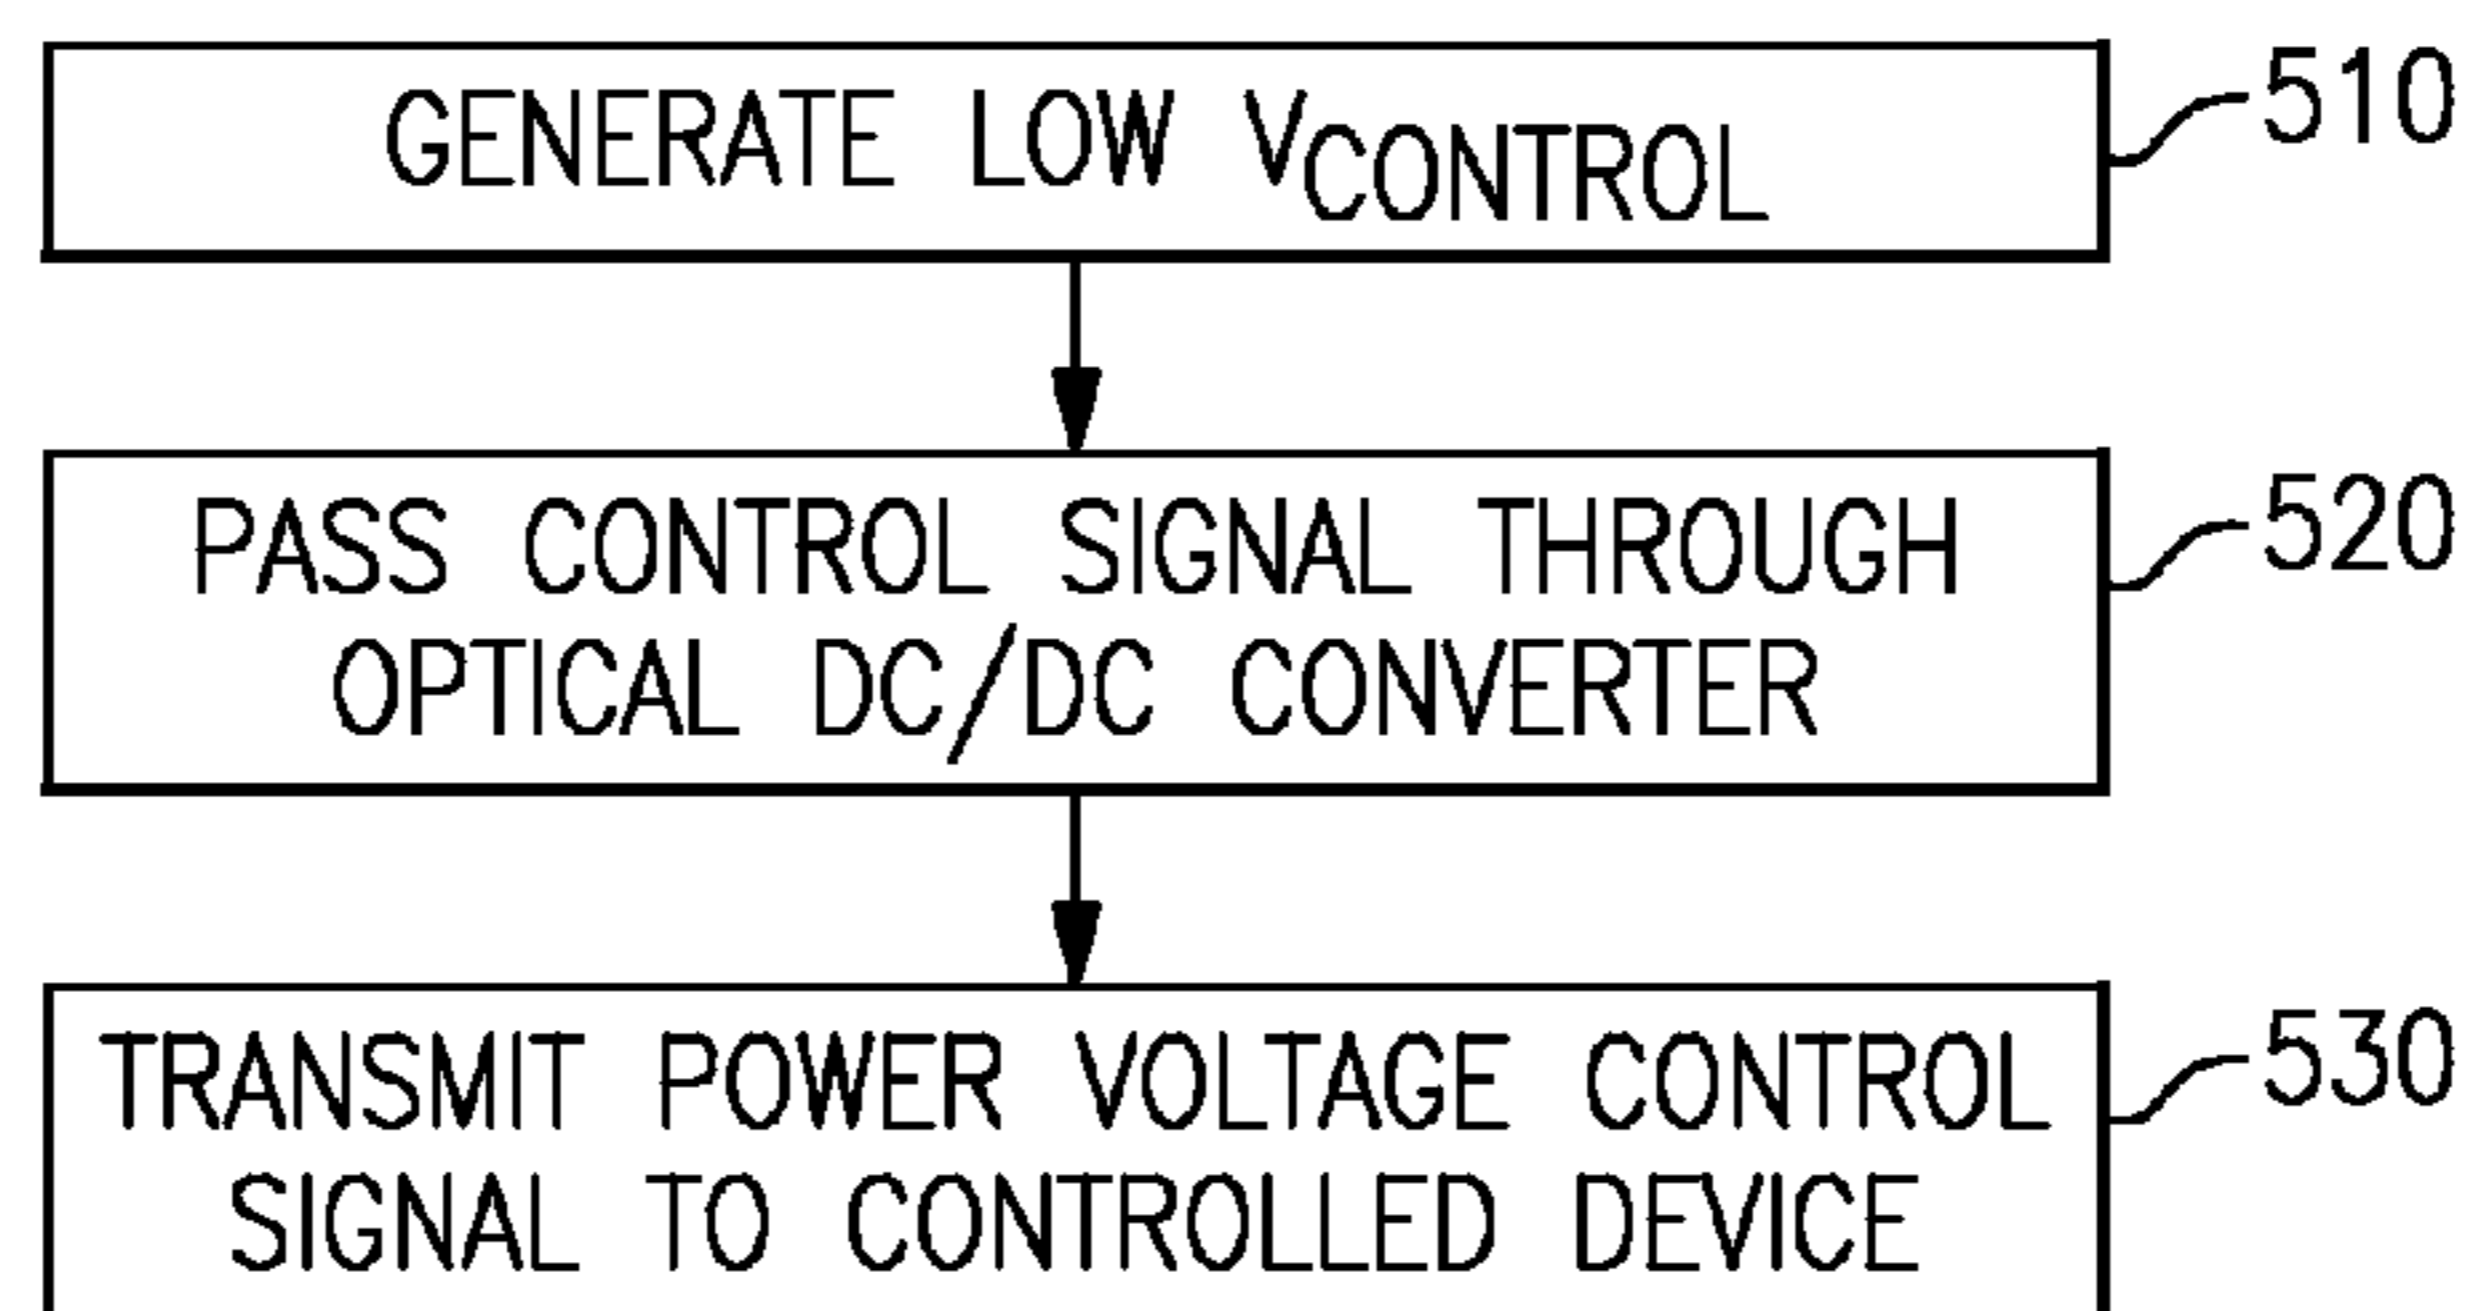 GENERATE LOW VCONTROL
510
PASS CONTROL SIGNAL THROUGH
OPTICAL DC/DC CONVERTER
520
TRANSMIT POWER VOLTAGE CONTROL
SIGNAL TO CONTROLLED DEVICE
530